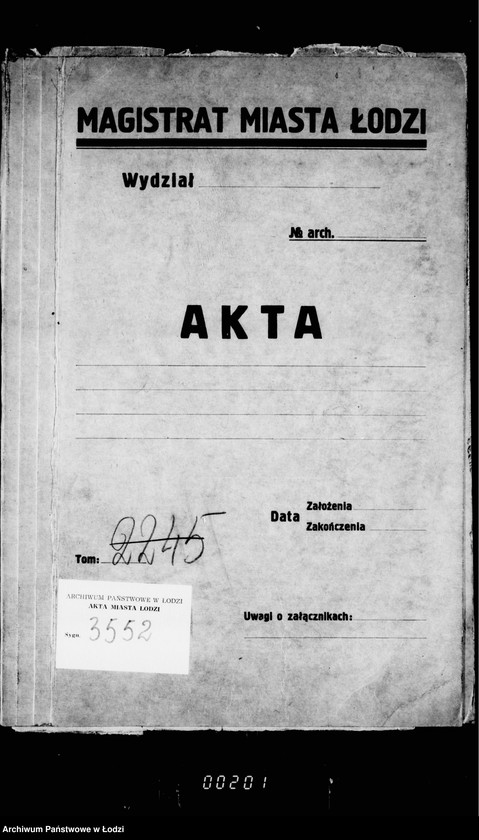 MAGISTRAT MIASTA ŁODZI
Wydział
№ arch.
AKTA
Data Założenia
Zakończenia
Tom: 2245
Uwagi o załącznikach:
ARCHIWUM PAŃSTWOWE W ŁODZI
AKTA MIASTA ŁODZI
Sygn. 3552
00201
Archiwum Państwowe w Łodzi